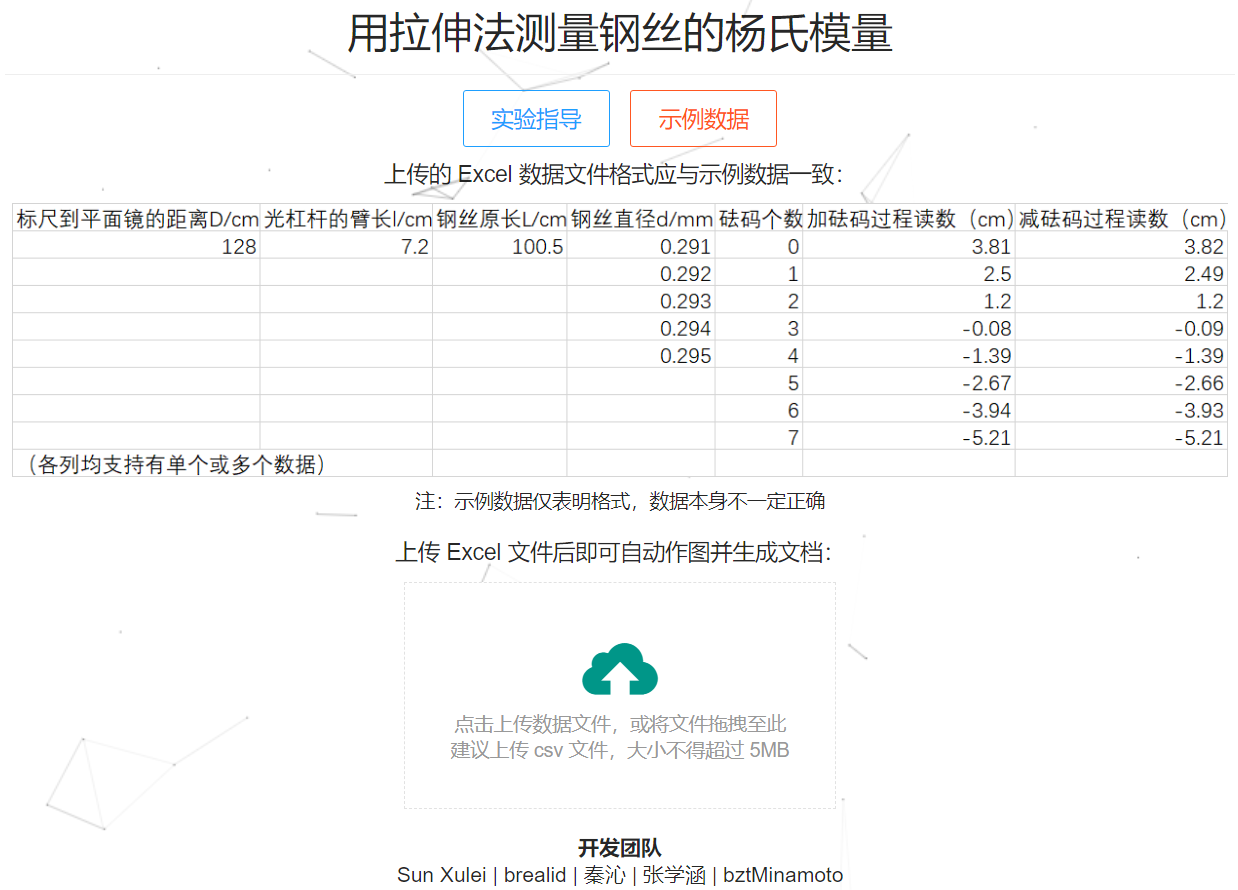 用拉伸法测量钢丝的杨氏模量
实验指导 示例数据
上传的 Excel 数据文件格式应与示例数据一致：
标尺到平面镜的距离D/cm 光杠杆的臂长l/cm 钢丝原长L/cm 钢丝直径d/mm 砝码个数 加砝码过程读数（cm） 减砝码过程读数（cm）
128 7.2 100.5 0.291 0 3.81 3.82
0.292 1 2.5 2.49
0.293 2 1.2 1.2
0.294 3 -0.08 -0.09
0.295 4 -1.39 -1.39
5 -2.67 -2.66
6 -3.94 -3.93
7 -5.21 -5.21
（各列均支持有单个或多个数据）
注：示例数据仅表明格式，数据本身不一定正确
上传 Excel 文件后即可自动作图并生成文档：
点击上传数据文件，或将文件拖拽至此
建议上传 csv 文件，大小不得超过 5MB
开发团队
Sun Xulei | brealid | 秦沁 | 张学涵 | bztMinamoto